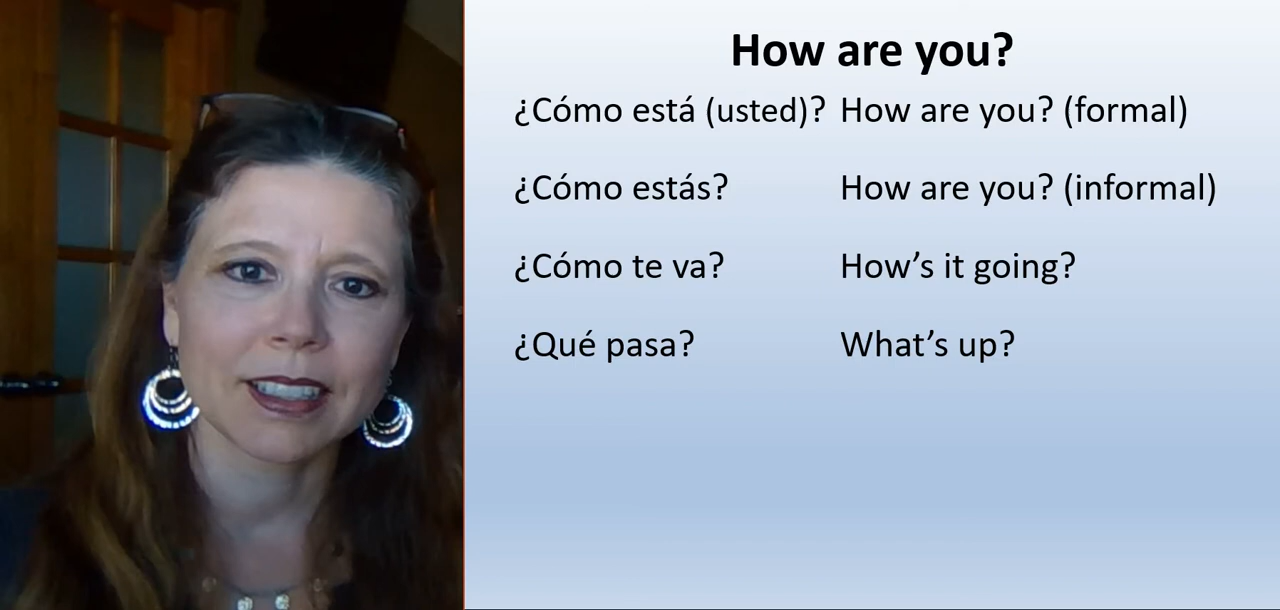 How are you?
¿Cómo está (usted)? How are you? (formal)
¿Cómo estás? How are you? (informal)
¿Cómo te va? How’s it going?
¿Qué pasa? What’s up?